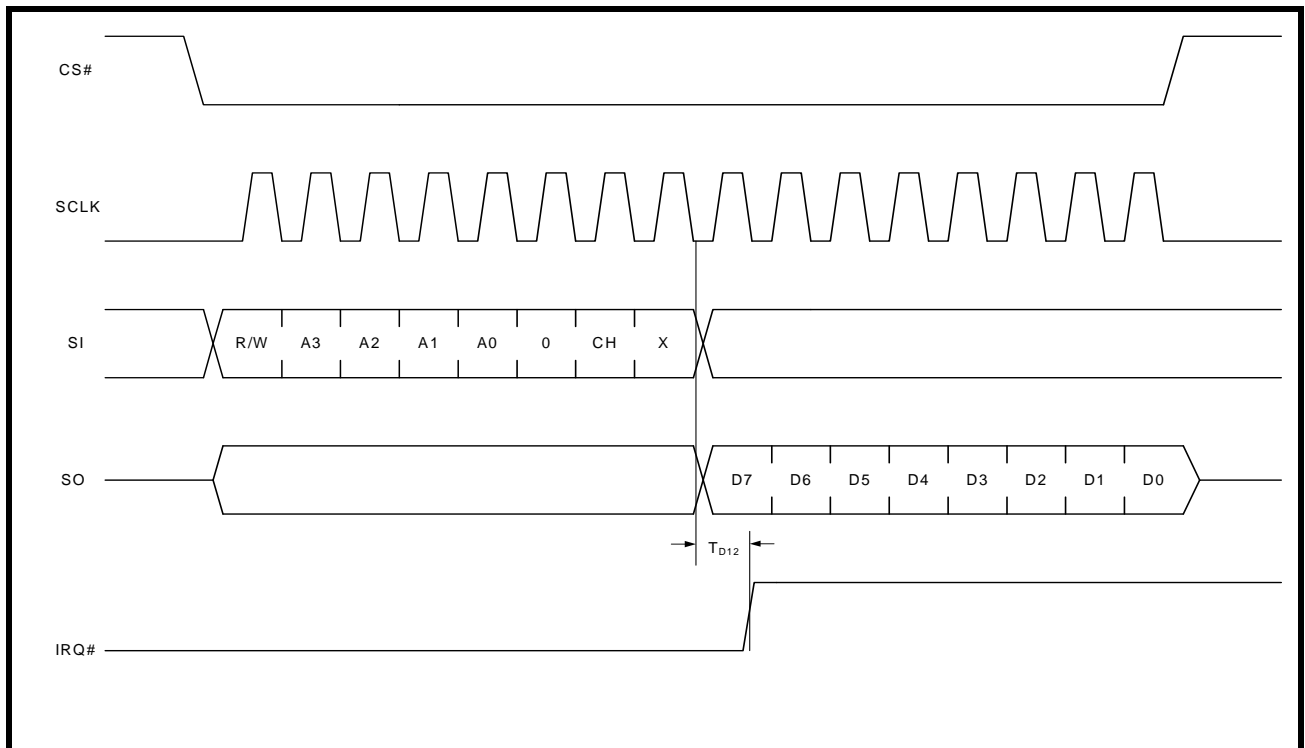 CS#
SCLK
SI R/W A3 A2 A1 A0 0 CH X
SO D7 D6 D5 D4 D3 D2 D1 D0
TD12
IRQ#